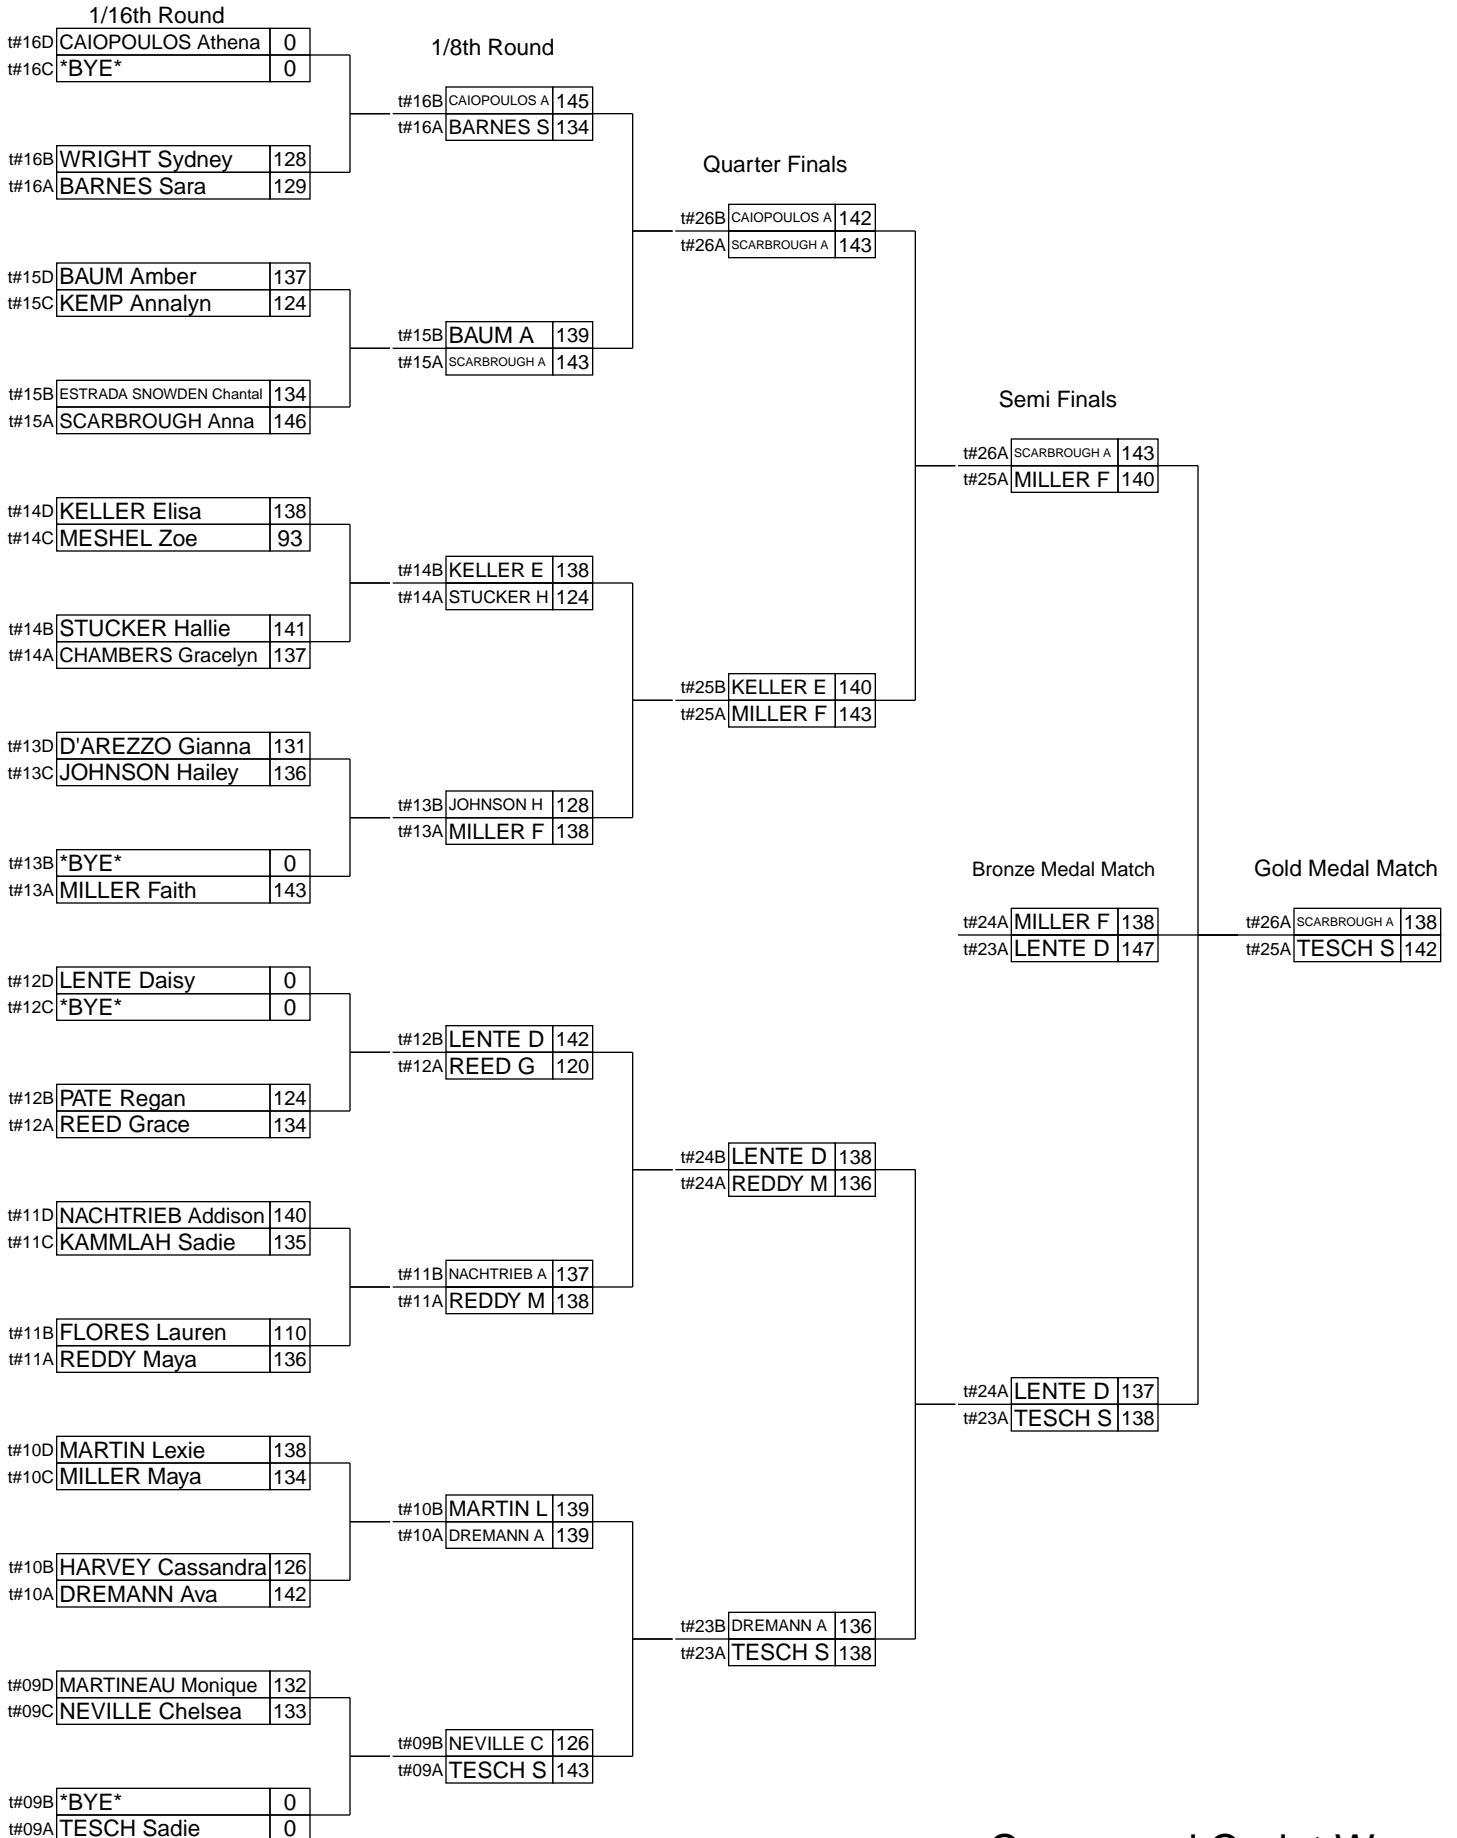 1/16th Round
t#16D CAIOPOULOS Athena 0
t#16C *BYE* 0
t#16B WRIGHT Sydney 128
t#16A BARNES Sara 129
t#15D BAUM Amber 137
t#15C KEMP Annalyn 124
t#15B ESTRADA SNOWDEN Chantal 134
t#15A SCARBROUGH Anna 146
t#14D KELLER Elisa 138
t#14C MESHEL Zoe 93
t#14B STUCKER Hallie 141
t#14A CHAMBERS Gracelyn 137
t#13D D'AREZZO Gianna 131
t#13C JOHNSON Hailey 136
t#13B *BYE* 0
t#13A MILLER Faith 143
t#12D LENTE Daisy 0
t#12C *BYE* 0
t#12B PATE Regan 124
t#12A REED Grace 134
t#11D NACHTRIEB Addison 140
t#11C KAMMLAH Sadie 135
t#11B FLORES Lauren 110
t#11A REDDY Maya 136
t#10D MARTIN Lexie 138
t#10C MILLER Maya 134
t#10B HARVEY Cassandra 126
t#10A DREMANN Ava 142
t#09D MARTINEAU Monique 132
t#09C NEVILLE Chelsea 133
t#09B *BYE* 0
t#09A TESCH Sadie 0
1/8th Round
t#16B CAIOPOULOS A 145
t#16A BARNES S 134
t#15B BAUM A 139
t#15A SCARBROUGH A 143
t#14B KELLER E 138
t#14A STUCKER H 124
t#13B JOHNSON H 128
t#13A MILLER F 138
t#12B LENTE D 142
t#12A REED G 120
t#11B NACHTRIEB A 137
t#11A REDDY M 138
t#10B MARTIN L 139
t#10A DREMANN A 139
t#09B NEVILLE C 126
t#09A TESCH S 143
Quarter Finals
t#26B CAIOPOULOS A 142
t#26A SCARBROUGH A 143
t#25B KELLER E 140
t#25A MILLER F 143
t#24B LENTE D 138
t#24A REDDY M 136
t#23B DREMANN A 136
t#23A TESCH S 138
Semi Finals
t#26A SCARBROUGH A 143
t#25A MILLER F 140
t#24A LENTE D 137
t#23A TESCH S 138
Bronze Medal Match
t#24A MILLER F 138
t#23A LENTE D 147
Gold Medal Match
t#26A SCARBROUGH A 138
t#25A TESCH S 142